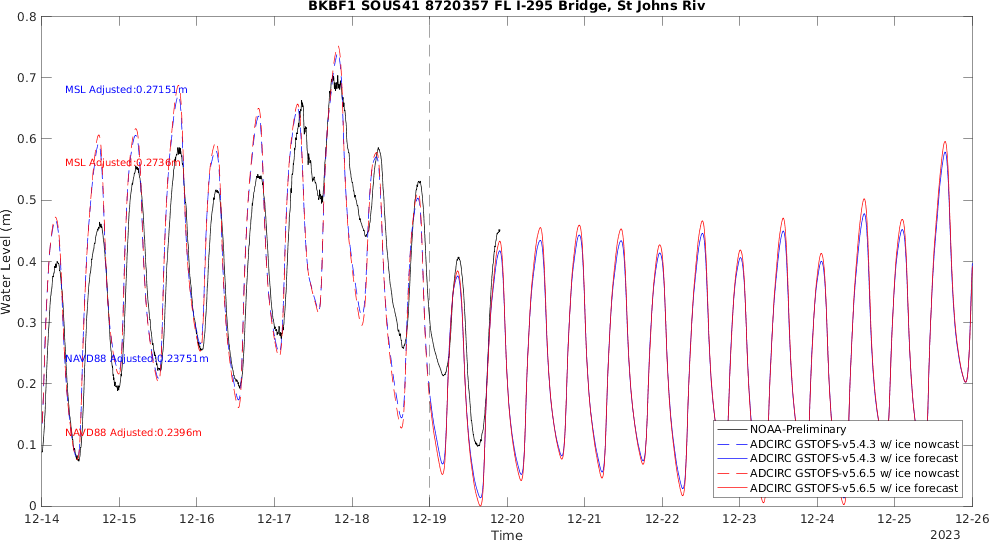 BKBF1 SOUS41 8720357 FL I-295 Bridge, St Johns Riv
0.8
0.7
0.6
0.5
0.4
0.3
0.2
0.1
0
Water Level (m)
MSL Adjusted:0.27151m
MSL Adjusted:0.2736m
NAVD88 Adjusted:0.23751m
NAVD88 Adjusted:0.2396m
NOAA-Preliminary
ADCIRC GSTOFS-v5.4.3 w/ ice nowcast
ADCIRC GSTOFS-v5.4.3 w/ ice forecast
ADCIRC GSTOFS-v5.6.5 w/ ice nowcast
ADCIRC GSTOFS-v5.6.5 w/ ice forecast
12-14 12-15 12-16 12-17 12-18 12-19 12-20 12-21 12-22 12-23 12-24 12-25 12-26
Time
2023